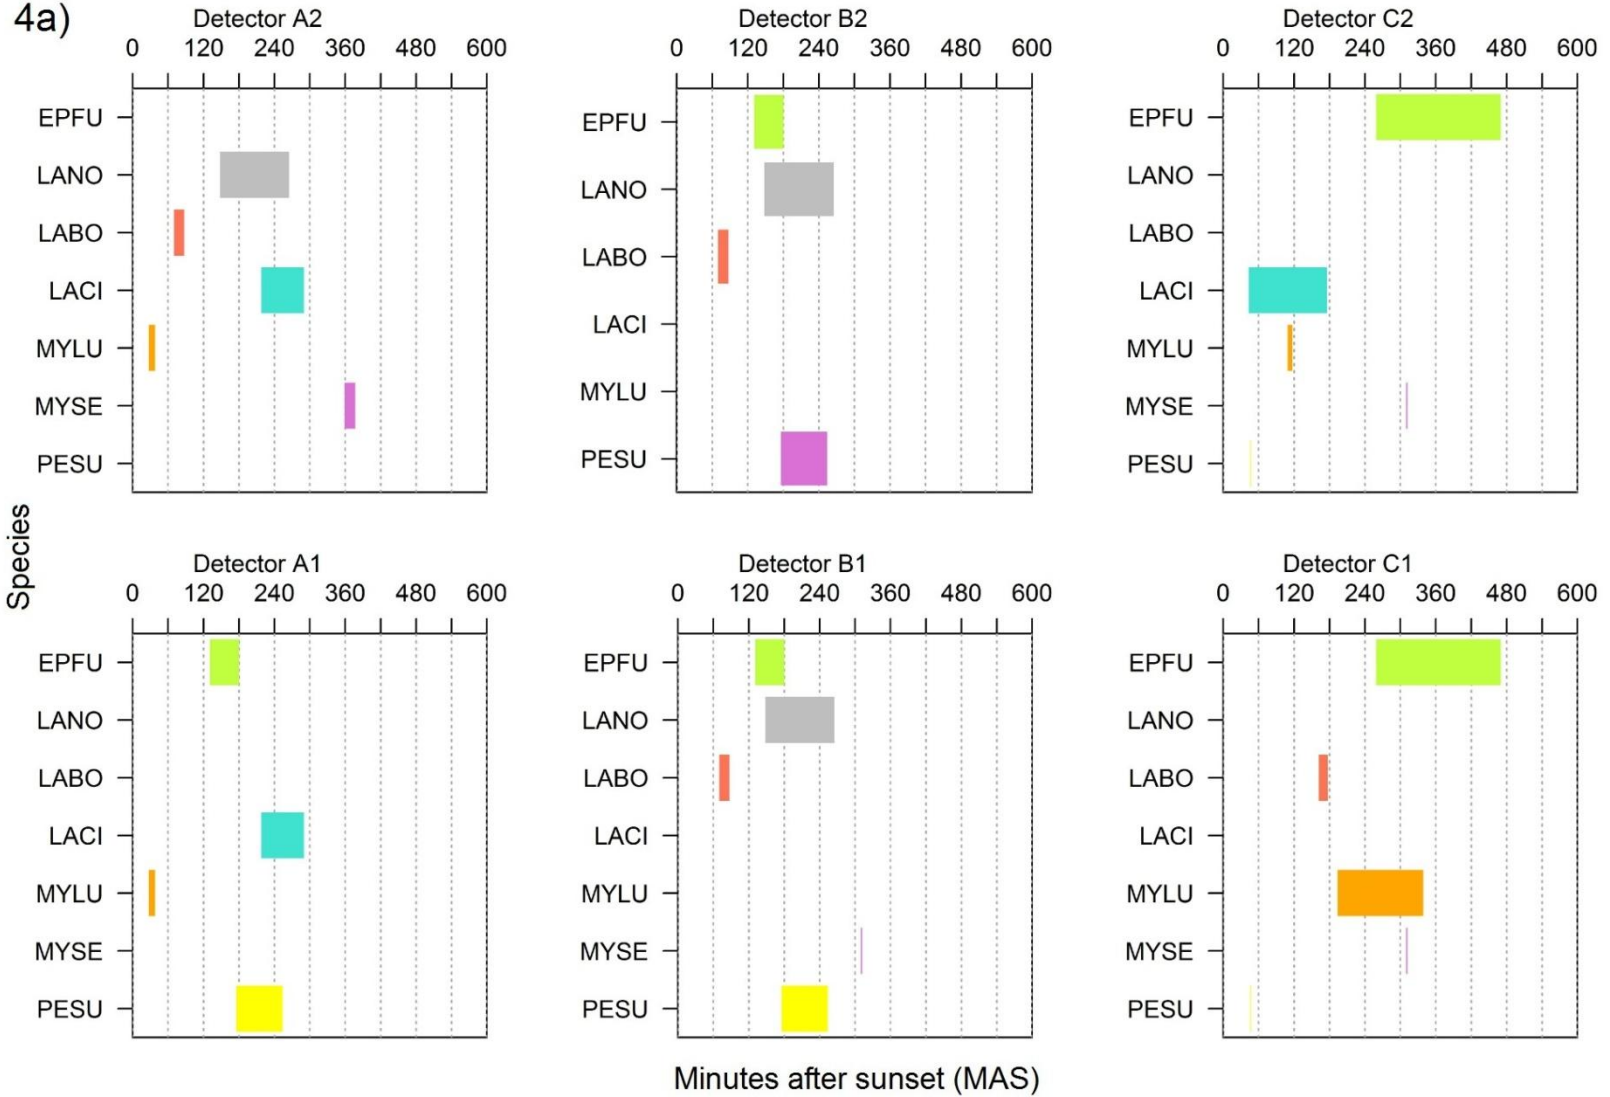 4a)
Detector A2
0 120 240 360 480 600
EPFU
LANO
LABO
LACI
MYLU
MYSE
PESU
Detector B2
0 120 240 360 480 600
EPFU
LANO
LABO
LACI
MYLU
PESU
Detector C2
0 120 240 360 480 600
EPFU
LANO
LABO
LACI
MYLU
MYSE
PESU
Species
Detector A1
0 120 240 360 480 600
EPFU
LANO
LABO
LACI
MYLU
MYSE
PESU
Detector B1
0 120 240 360 480 600
EPFU
LANO
LABO
LACI
MYLU
MYSE
PESU
Detector C1
0 120 240 360 480 600
EPFU
LANO
LABO
LACI
MYLU
MYSE
PESU
Minutes after sunset (MAS)